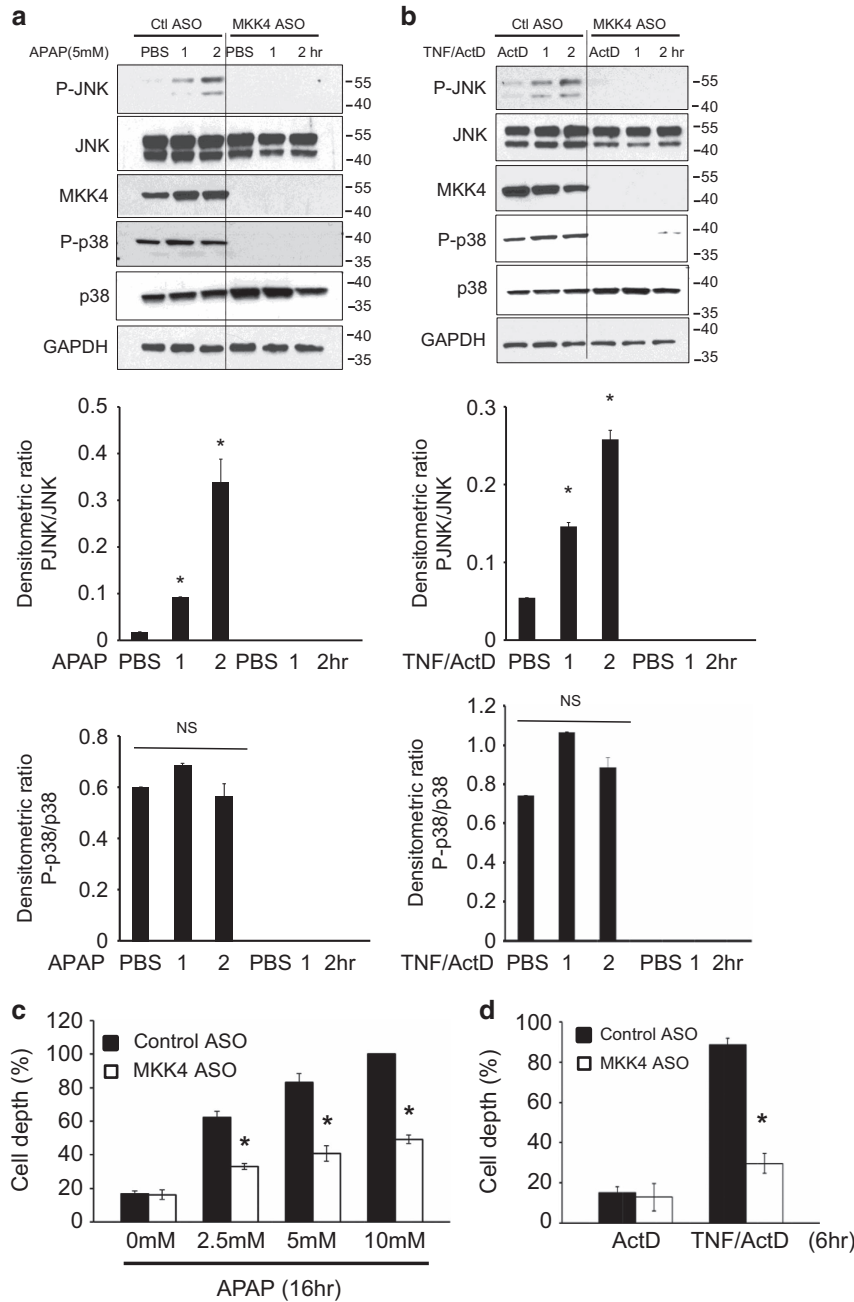 a
Ctl ASO MKK4 ASO
APAP(5mM) PBS 1 2 PBS 1 2 hr
P-JNK
-55
-40
JNK
-55
-40
MKK4
-55
-40
P-p38
-40
-35
p38
-40
-35
GAPDH
-40
-35
Densitometric ratio
PJNK/JNK
0.5
0.4
0.3
0.2
0.1
0
* *
APAP PBS 1 2 PBS 1 2hr
Densitometric ratio
P-p38/p38
0.8
0.6
0.4
0.2
0
NS
APAP PBS 1 2 PBS 1 2hr
b
Ctl ASO MKK4 ASO
TNF/ActD ActD 1 2 ActD 1 2 hr
P-JNK
-55
-40
JNK
-55
-40
MKK4
-55
-40
P-p38
-40
-35
p38
-40
-35
GAPDH
-40
-35
Densitometric ratio
PJNK/JNK
0.3
0.2
0.1
0
* *
TNF/ActD PBS 1 2 PBS 1 2hr
Densitometric ratio
P-p38/p38
1.2
1.0
0.8
0.6
0.4
0.2
0
NS
TNF/ActD PBS 1 2 PBS 1 2hr
c
Cell depth (%)
120
100
80
60
40
20
0
Control ASO
MKK4 ASO
* * *
0mM 2.5mM 5mM 10mM
APAP (16hr)
d
Cell depth (%)
100
80
60
40
20
0
Control ASO
MKK4 ASO
*
ActD TNF/ActD (6hr)